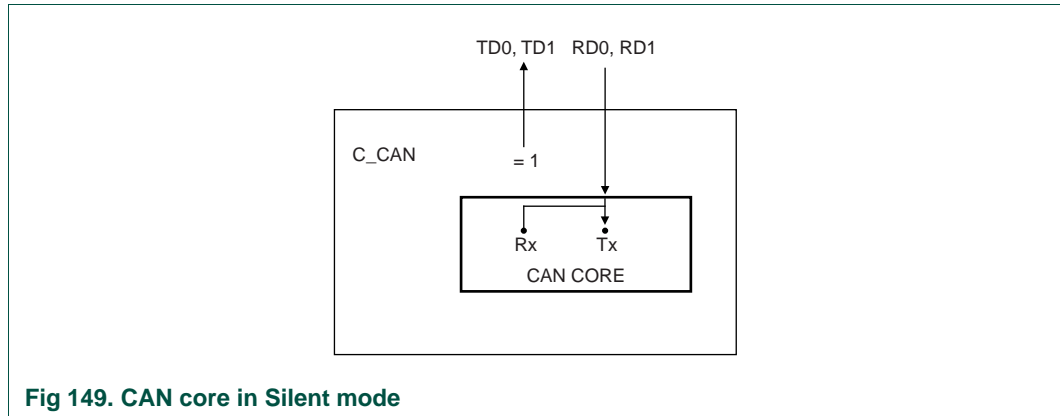 TD0, TD1 RD0, RD1
C_CAN
= 1
Rx Tx
CAN CORE
Fig 149. CAN core in Silent mode